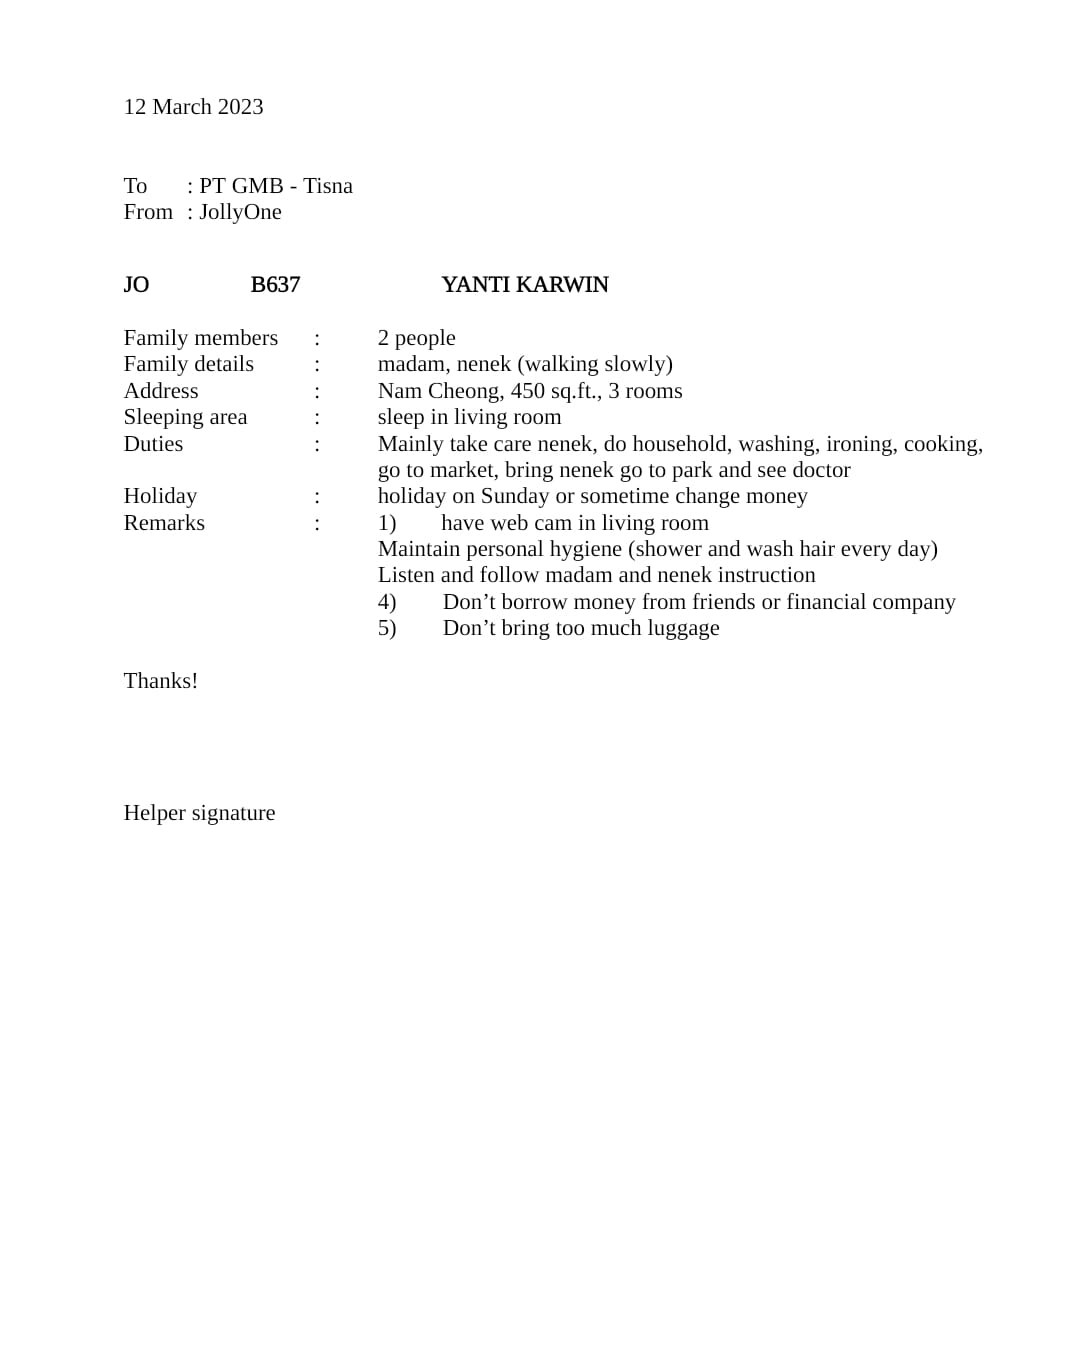 12 March 2023
To : PT GMB - Tisna
From : JollyOne
JO B637 YANTI KARWIN
Family members : 2 people
Family details : madam, nenek (walking slowly)
Address : Nam Cheong, 450 sq.ft., 3 rooms
Sleeping area : sleep in living room
Duties : Mainly take care nenek, do household, washing, ironing, cooking,
go to market, bring nenek go to park and see doctor
Holiday : holiday on Sunday or sometime change money
Remarks : 1) have web cam in living room
Maintain personal hygiene (shower and wash hair every day)
Listen and follow madam and nenek instruction
4) Don’t borrow money from friends or financial company
5) Don’t bring too much luggage
Thanks!
Helper signature